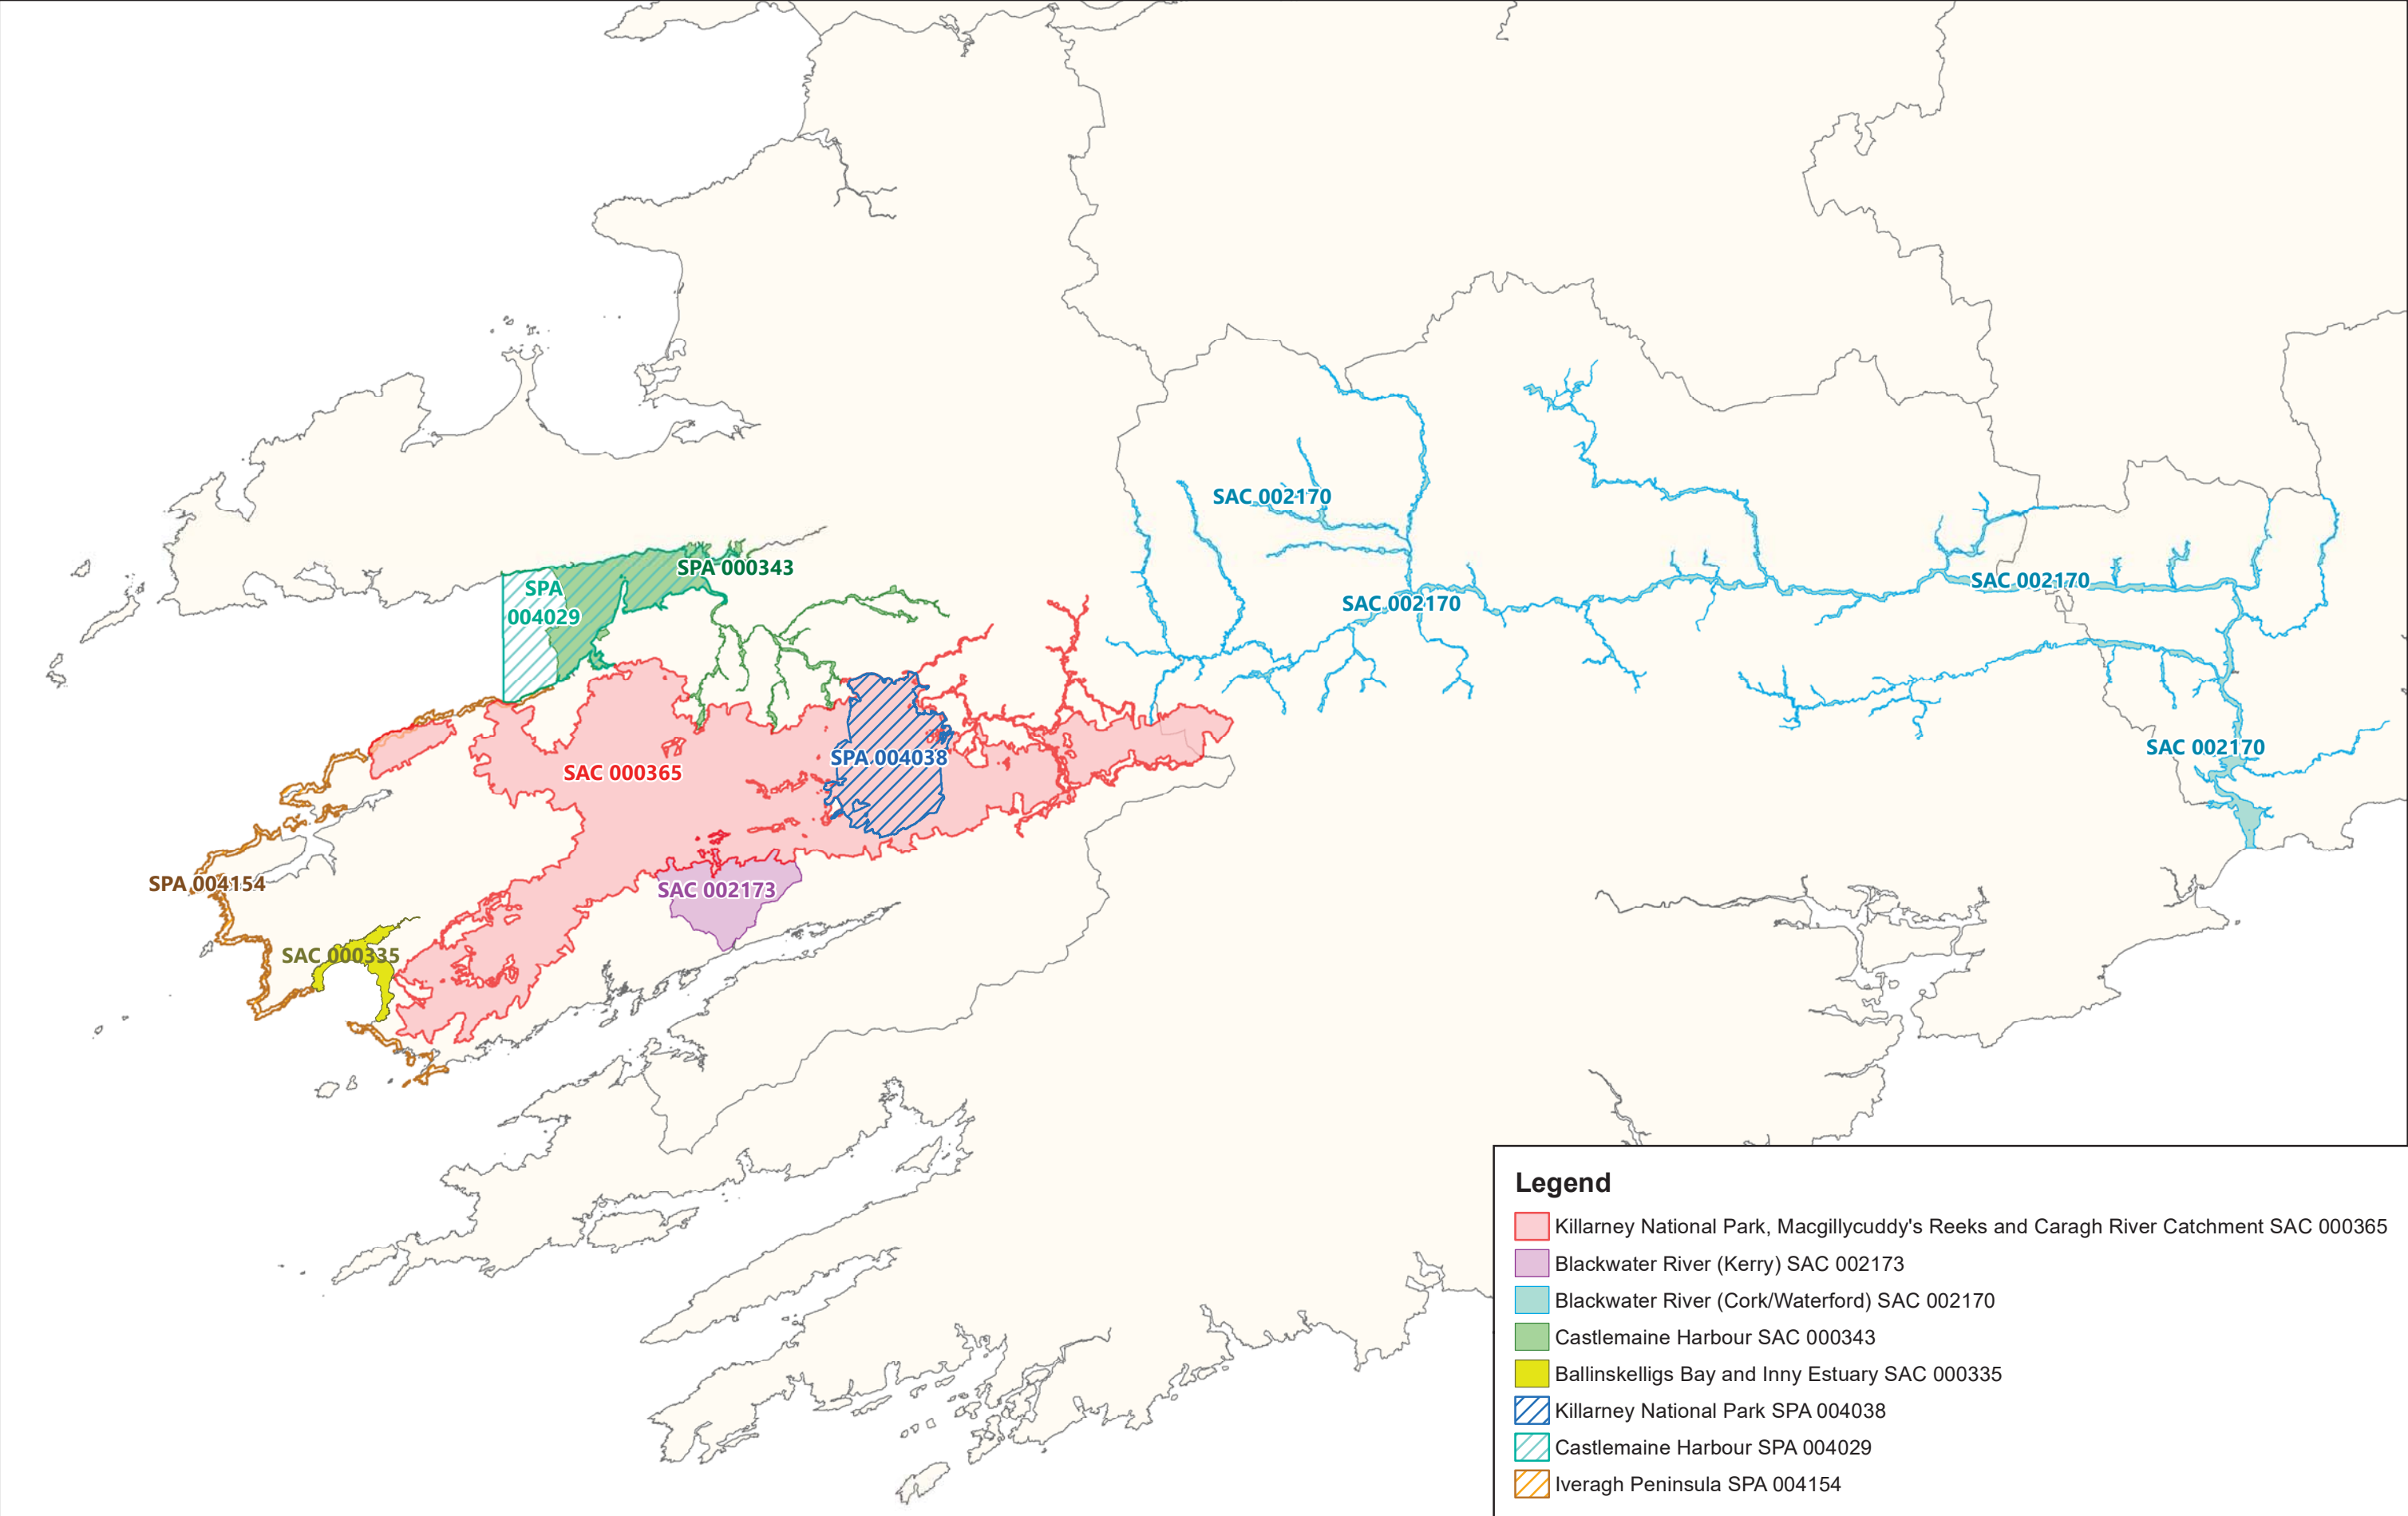 SAC 002170
SPA 000343
SAC 002170
SPA
004029
SAC 002170
SAC 002170
SPA 004038
SAC 000365
SPA 004154
SAC 002173
SAC 000335
Legend
Killarney National Park, Macgillycuddy's Reeks and Caragh River Catchment SAC 000365
Blackwater River (Kerry) SAC 002173
Blackwater River (Cork/Waterford) SAC 002170
Castlemaine Harbour SAC 000343
Ballinskelligs Bay and Inny Estuary SAC 000335
Killarney National Park SPA 004038
Castlemaine Harbour SPA 004029
Iveragh Peninsula SPA 004154